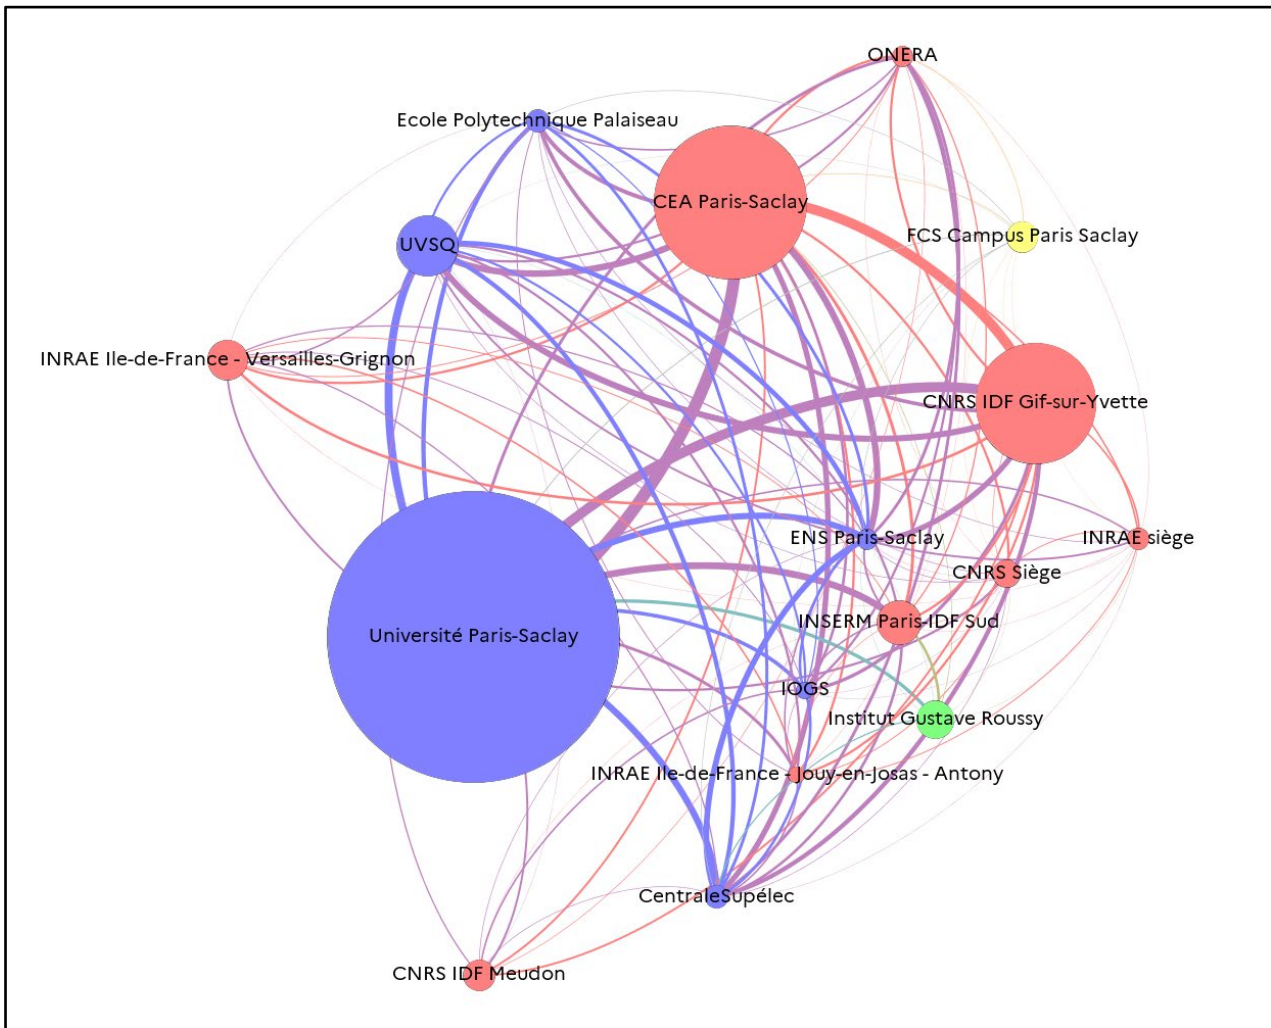 ONERA
Ecole Polytechnique Palaiseau
CEA Paris-Saclay
FCS Campus Paris Saclay
UVSQ
INRAE Ile-de-France - Versailles-Grignon
CNRS IDF Gif-sur-Yvette
ENS Paris-Saclay
INRAE siège
CNRS Siège
INSERM Paris-IDF Sud
Université Paris-Saclay
IOGS
Institut Gustave Roussy
INRAE Ile-de-France - Jouy-en-Josas - Antony
CentraleSupélec
CNRS IDF Meudon